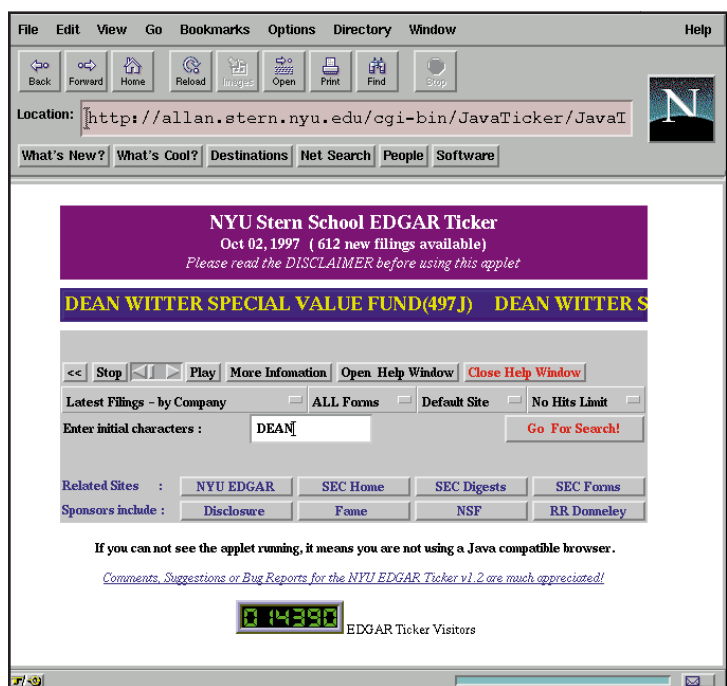 File Edit View Go Bookmarks Options Directory Window Help
Back Forward Home Reload Images Open Print Find Stop
Location: http://allan.stern.nyu.edu/cgi-bin/JavaTicker/JavaT
N
What's New? What's Cool? Destinations Net Search People Software
NYU Stern School EDGAR Ticker
Oct 02, 1997 ( 612 new filings available)
Please read the DISCLAIMER before using this applet
DEAN WITTER SPECIAL VALUE FUND(497J) DEAN WITTER S
<< Stop Play More Infomation Open Help Window Close Help Window
Latest Filings - by Company ALL Forms Default Site No Hits Limit
Enter initial characters : DEAN Go For Search!
Related Sites : NYU EDGAR SEC Home SEC Digests SEC Forms
Sponsors include : Disclosure Fame NSF RR Donneley
If you can not see the applet running, it means you are not using a Java compatible browser.
Comments, Suggestions or Bug Reports for the NYU EDGAR Ticker v1.2 are much appreciated!
014390 EDGAR Ticker Visitors